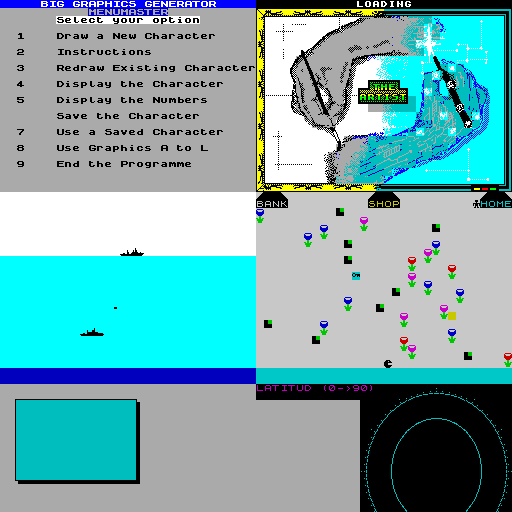 BIG GRAPHICS GENERATOR
MENUMASTER
Select your option
1 Draw a New Character
2 Instructions
3 Redraw Existing Character
4 Display the Character
5 Display the Numbers
Save the Character
7 Use a Saved Character
8 Use Graphics A to L
9 End the Programme
LOADING
THE
ARTIST
BANK
SHOP
HOME
LATITUD (0->90)